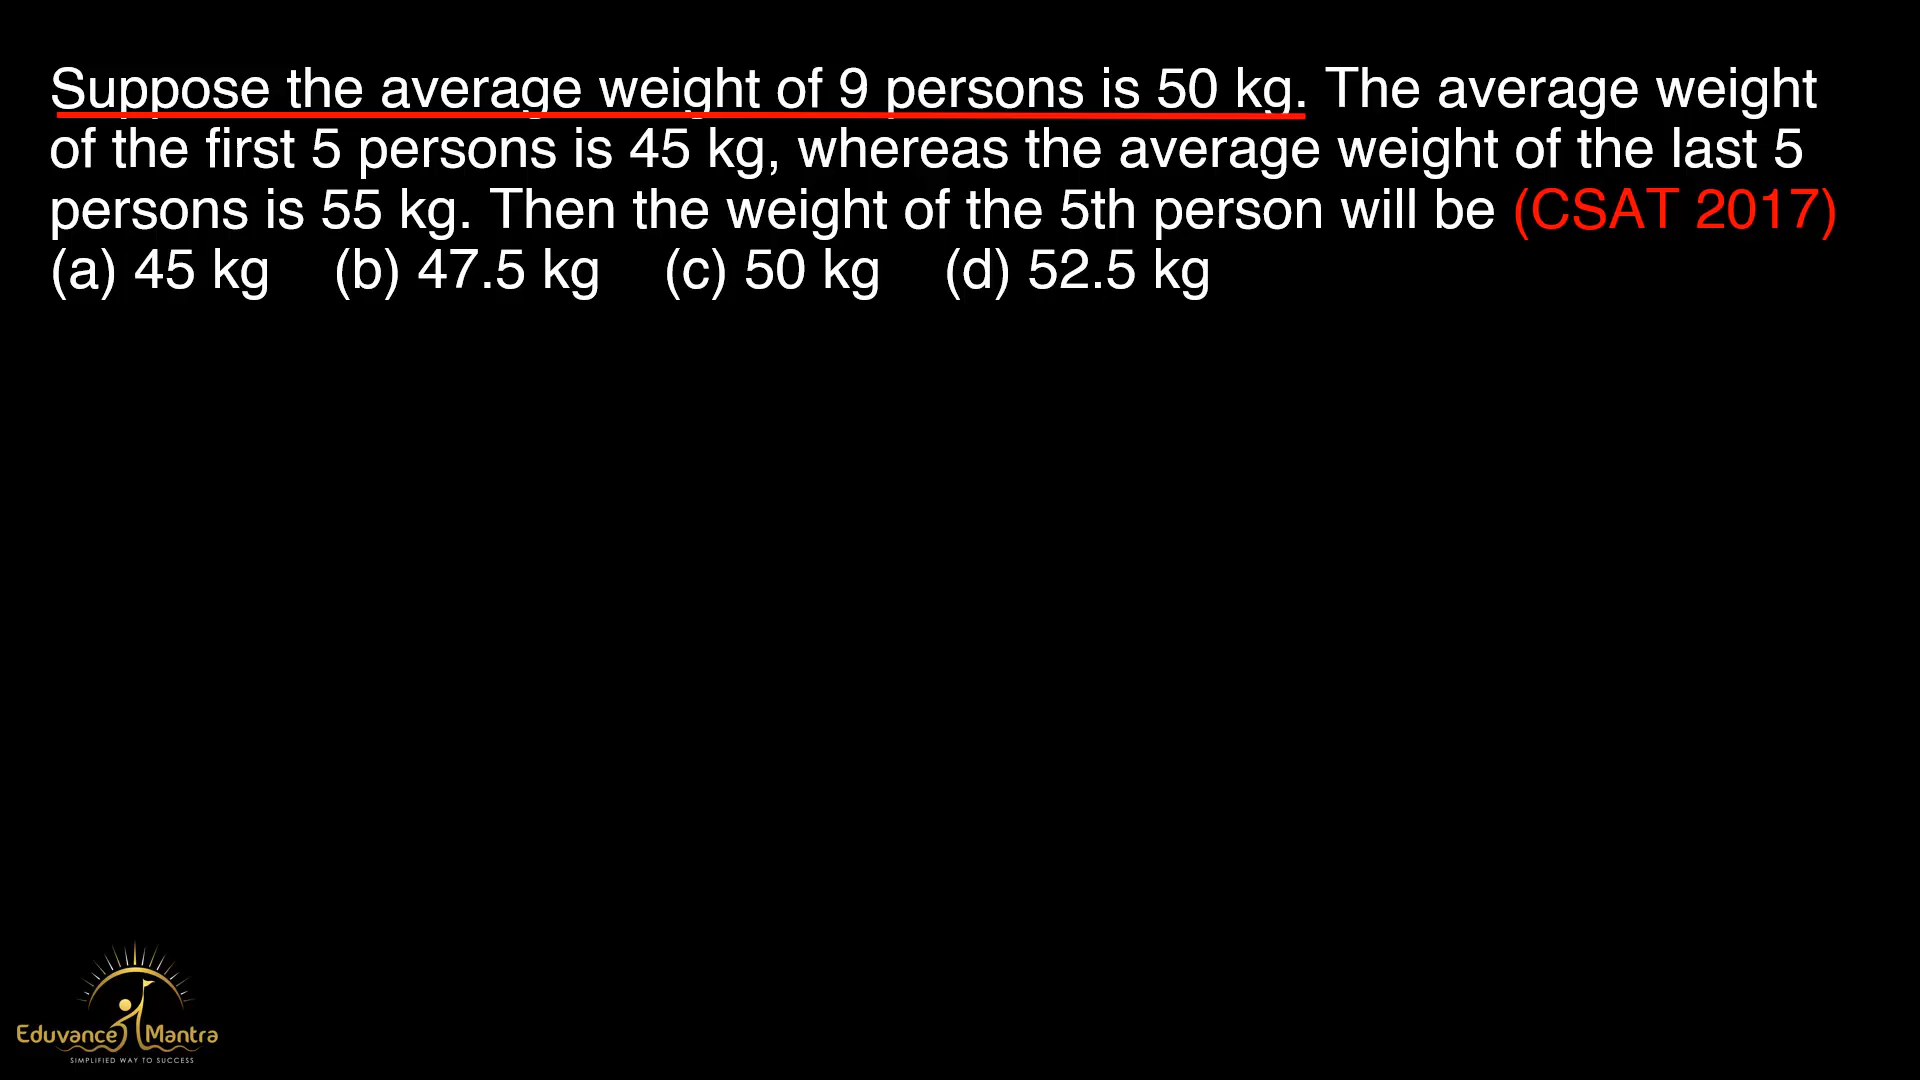 Suppose the average weight of 9 persons is 50 kg. The average weight
of the first 5 persons is 45 kg, whereas the average weight of the last 5
persons is 55 kg. Then the weight of the 5th person will be (CSAT 2017)
(a) 45 kg (b) 47.5 kg (c) 50 kg (d) 52.5 kg
Eduvance Mantra
SIMPLIFIED WAY TO SUCCESS